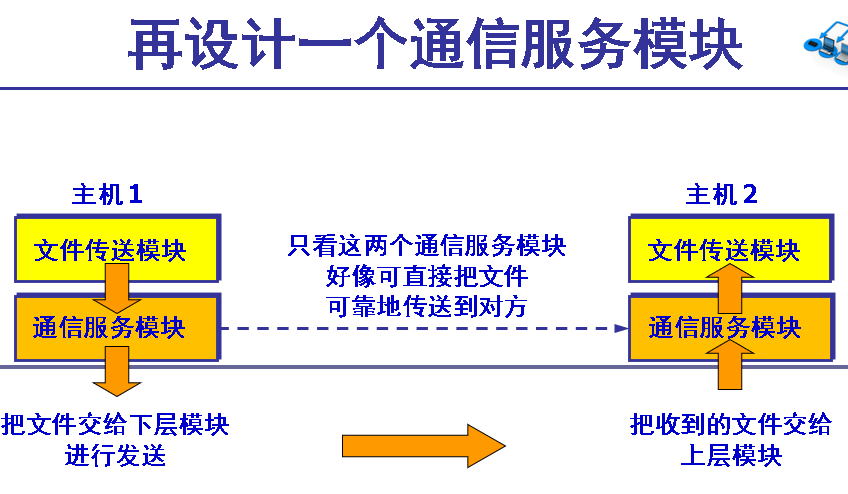 再设计一个通信服务模块
主机1
主机2
文件传送模块
只看这两个通信服务模块
好像可直接把文件
可靠地传送到对方
文件传送模块
通信服务模块
通信服务模块
把文件交给下层模块
进行发送
把收到的文件交给
上层模块